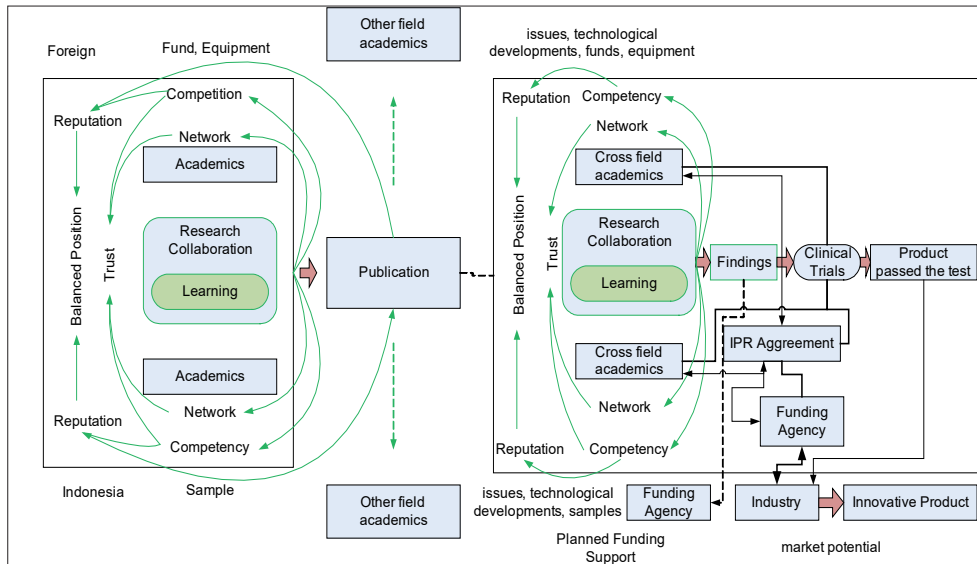 Other field
academics
Foreign
Fund, Equipment
Competition
Reputation
Network
Academics
Balanced Position
Trust
Research
Collaboration
Learning
Academics
Network
Reputation
Competency
Indonesia
Sample
Publication
Other field
academics
issues, technological
developments, funds, equipment
Reputation
Competency
Network
Cross field
academics
Balanced Position
Trust
Research
Collaboration
Learning
Findings
Clinical
Trials
Product
passed the test
IPR Aggreement
Cross field
academics
Network
Funding
Agency
Reputation
Competency
issues, technological
developments, samples
Funding
Agency
Industry
Innovative Product
Planned Funding
Support
market potential